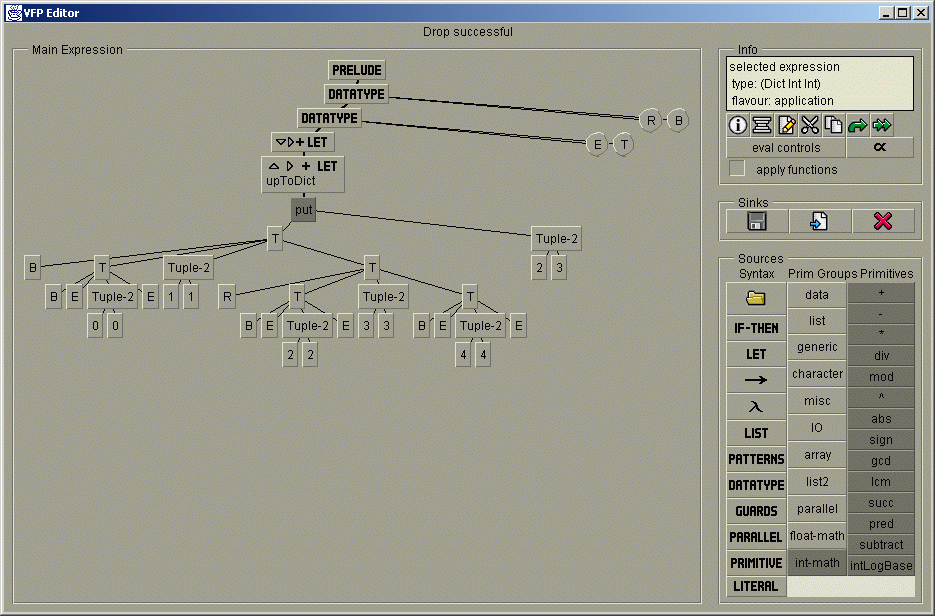 VFP Editor
Drop successful
Main Expression
PRELUDE
DATATYPE
R B
DATATYPE
E T
+ LET
+ LET
upToDict
put
T
Tuple-2
B T Tuple-2 T
2 3
B E Tuple-2 E 1 1 R T Tuple-2 T
0 0
B E Tuple-2 E 3 3 B E Tuple-2 E
2 2
4 4
Info
selected expression
type: (Dict Int Int)
flavour: application
eval controls
∝
apply functions
Sinks
Sources
Syntax Prim Groups Primitives
IF-THEN
LET
→
λ
LIST
PATTERNS
DATATYPE
GUARDS
PARALLEL
PRIMITIVE
LITERAL
data
list
generic
character
misc
IO
array
list2
parallel
float-math
int-math
+
-
*
div
mod
^
abs
sign
gcd
lcm
succ
pred
subtract
intLogBase